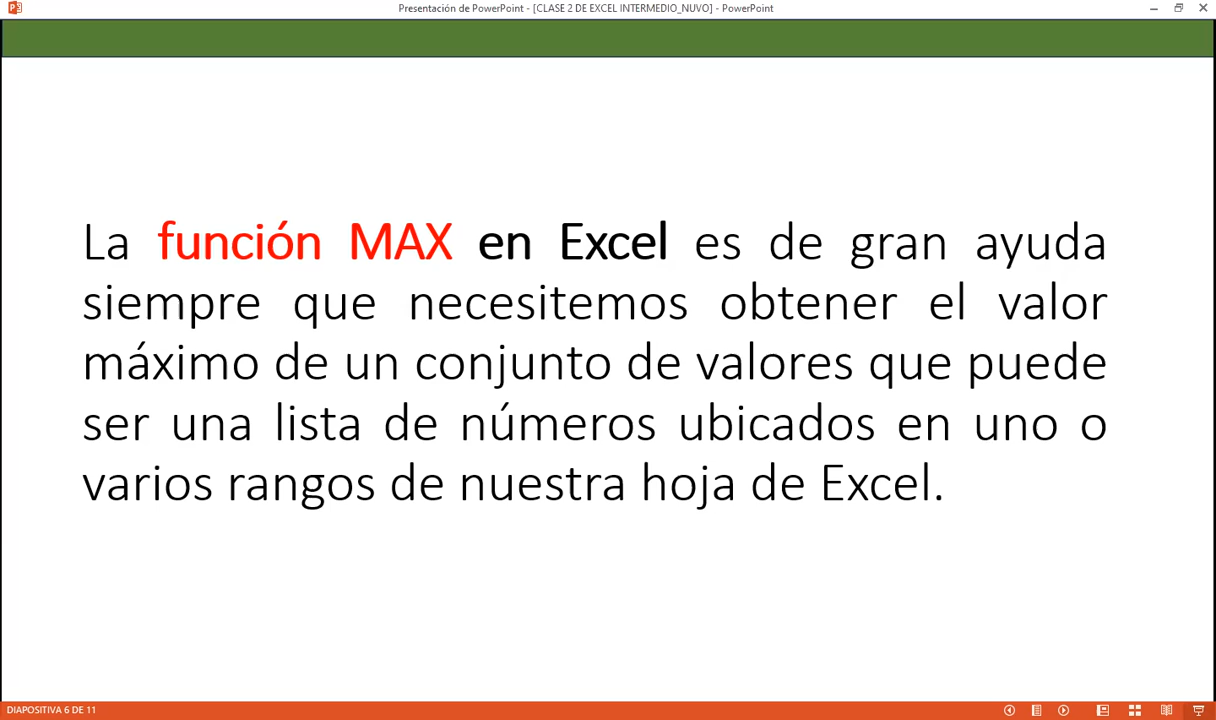 Presentación de PowerPoint - [CLASE 2 DE EXCEL INTERMEDIO_NUVO] - PowerPoint
La función MAX en Excel es de gran ayuda
siempre que necesitemos obtener el valor
máximo de un conjunto de valores que puede
ser una lista de números ubicados en uno o
varios rangos de nuestra hoja de Excel.
DIAPOSITIVA 6 DE 11